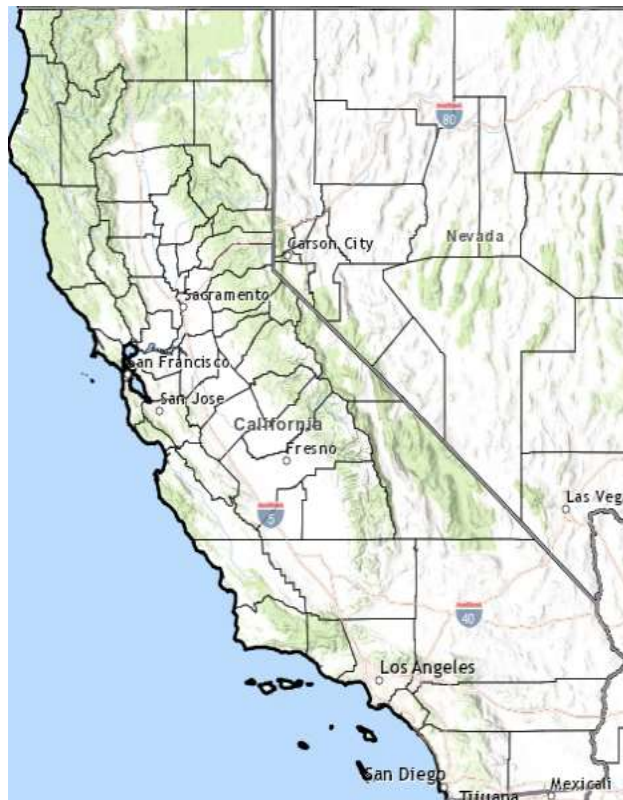 80
Carson City
Nevada
Sacramento
San Francisco
San Jose
California
Fresno
5
Las Veg
40
Los Angeles
San Diego
Mexicali
Tijuana